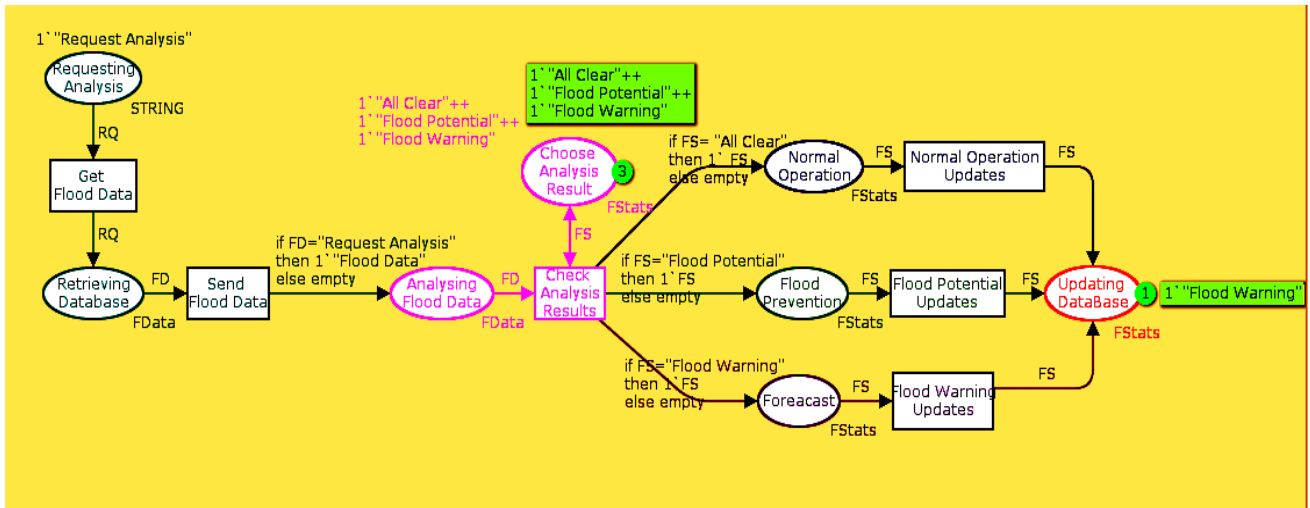 1`"Request Analysis"
Requesting
Analysis
STRING
RQ
Get
Flood Data
RQ
Retrieving
Database
FD
FData
Send
Flood Data
if FD="Request Analysis"
then 1`"Flood Data"
else empty
Analysing
Flood Data
FD
FData
1`"All Clear"++
1`"Flood Potential"++
1`"Flood Warning"
1`"All Clear"++
1`"Flood Potential"++
1`"Flood Warning"
Choose
Analysis
Result
3
FStats
FS
Check
Analysis
Results
if FS= "All Clear"
then 1` FS
else empty
Normal
Operation
FS
FStats
Normal Operation
Updates
FS
if FS="Flood Potential"
then 1`FS
else empty
Flood
Prevention
FS
FStats
Flood Potential
Updates
FS
if FS="Flood Warning"
then 1`FS
else empty
Foreacast
FS
FStats
Flood Warning
Updates
FS
Updating
DataBase
1
1`"Flood Warning"
FStats